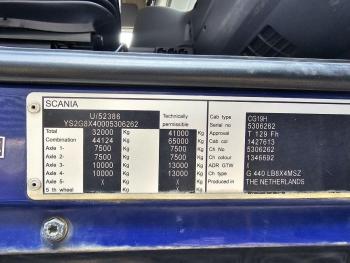 SCANIA
U/52386
YS2G8X40005306262
Technically
permissible
Total 32000 Kg 41000 Kg
Combination 44124 Kg 65000 Kg
Axle 1- 7500 Kg 7500 Kg
Axle 2- 7500 Kg 7500 Kg
Axle 3- 10000 Kg 13000 Kg
Axle 4- 10000 Kg 13000 Kg
Axle 5- X Kg X Kg
5 th wheel X Kg
Cab type CG19H
Serial no 5306262
Approval T 129 Fh
Cab col 1427613
Ch. No 5306262
Ch colour 1346692
ADR GTW X
Ch type G 440 LB8X4MSZ
Produced in THE NETHERLANDS